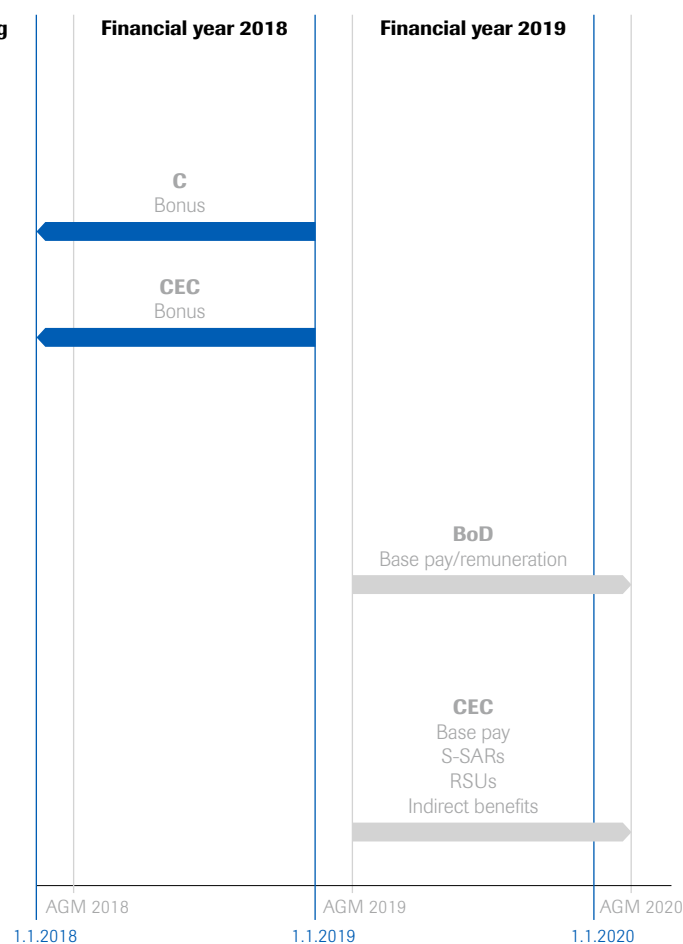 Financial year 2018
Financial year 2019
C
Bonus
CEC
Bonus
BoD
Base pay/remuneration
CEC
Base pay
S-SARs
RSUs
Indirect benefits
AGM 2018
AGM 2019
AGM 2020
1.1.2018
1.1.2019
1.1.2020